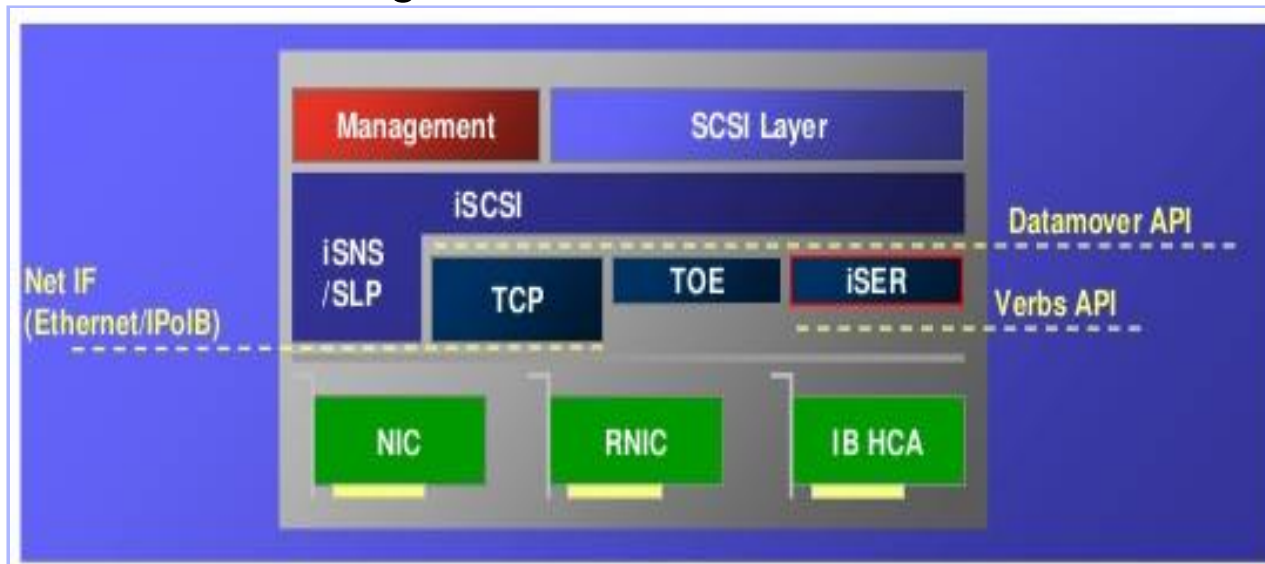 Management
SCSI Layer
iSCSI
Datamover API
iSNS
/SLP
TCP
TOE
iSER
Net IF
(Ethernet/IPoIB)
Verbs API
NIC
RNIC
IB HCA